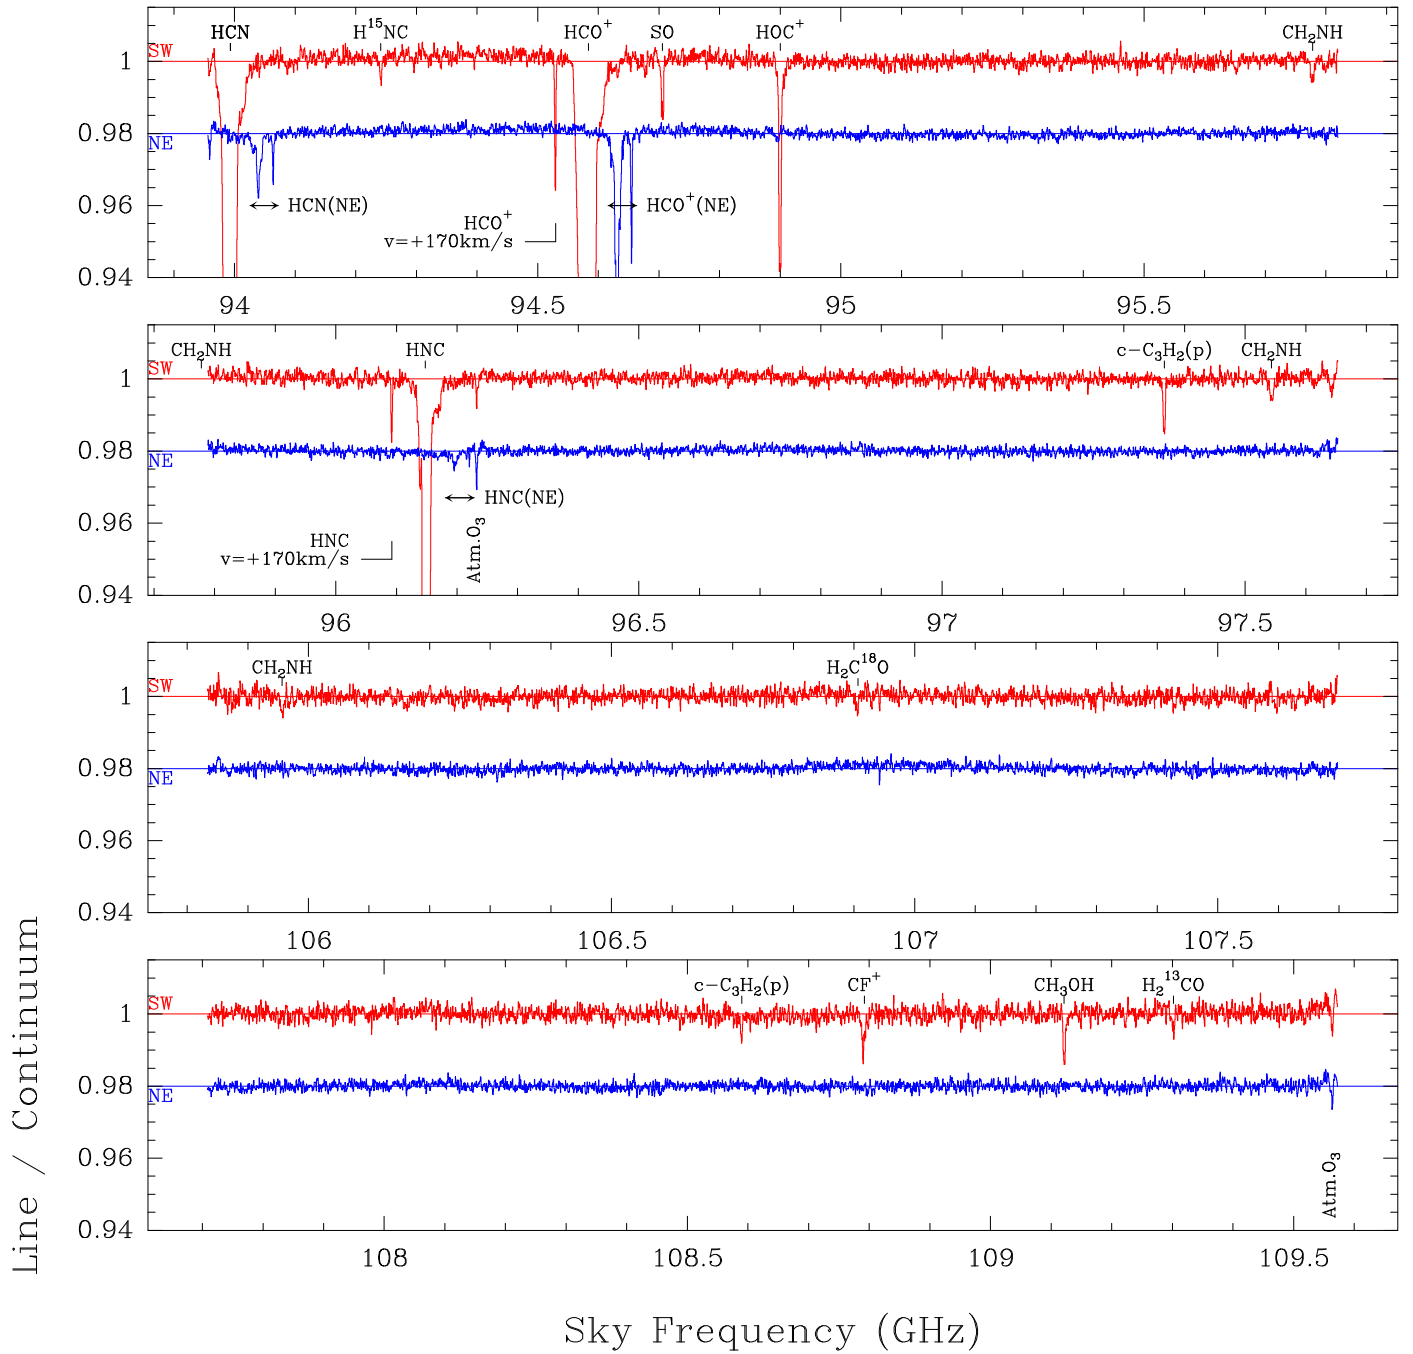 HCN H¹⁵NC HCO⁺ SO HOC⁺ CH₂NH
SW
1
0.98
NE
0.96
HCN(NE) HCO⁺(NE)
HCO⁺
v=+170km/s
0.94
94 94.5 95 95.5
CH₂NH HNC c−C₃H₂(p) CH₂NH
SW
1
0.98
NE
HNC(NE)
0.96
Atm.O₃
HNC
v=+170km/s
0.94
96 96.5 97 97.5
CH₂NH H₂C¹⁸O
SW
1
0.98
NE
0.96
0.94
106 106.5 107 107.5
c−C₃H₂(p) CF⁺ CH₃OH H₂¹³CO
SW
1
0.98
NE
0.96
Atm.O₃
0.94
108 108.5 109 109.5
Line / Continuum
Sky Frequency (GHz)